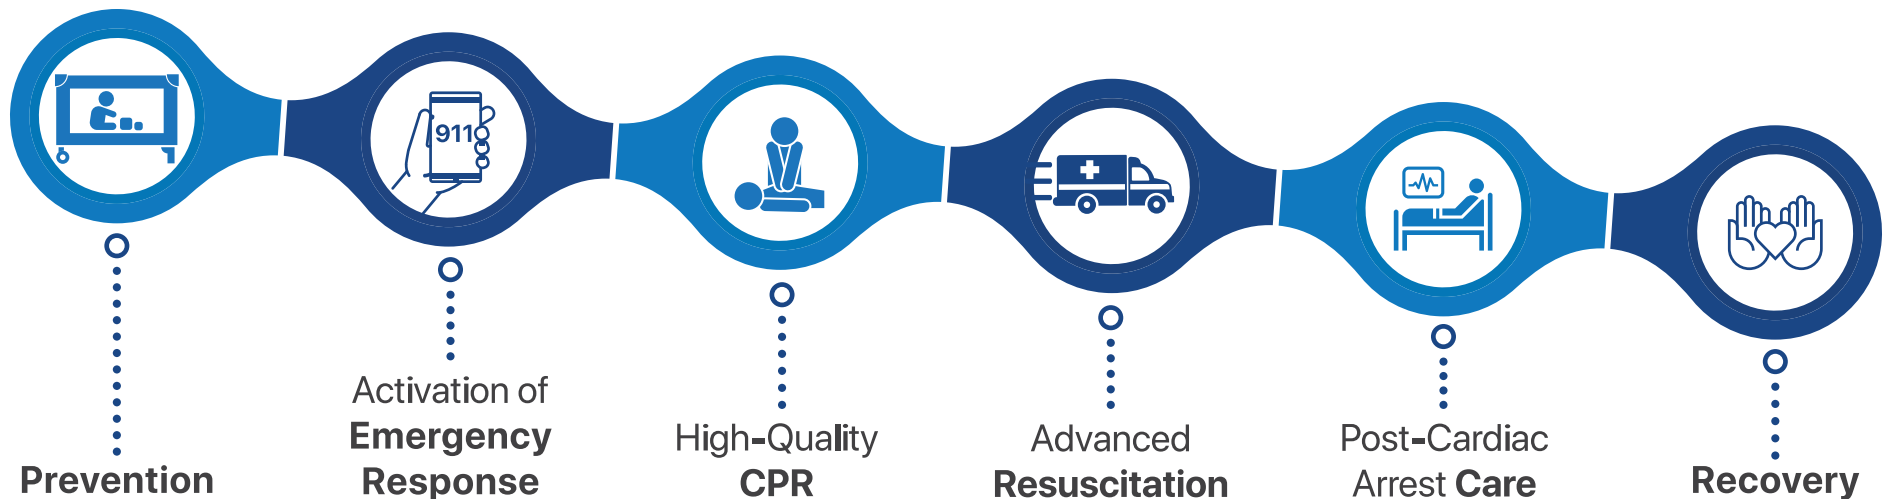 911
Prevention
Activation of
Emergency
Response
High-Quality
CPR
Advanced
Resuscitation
Post-Cardiac
Arrest Care
Recovery